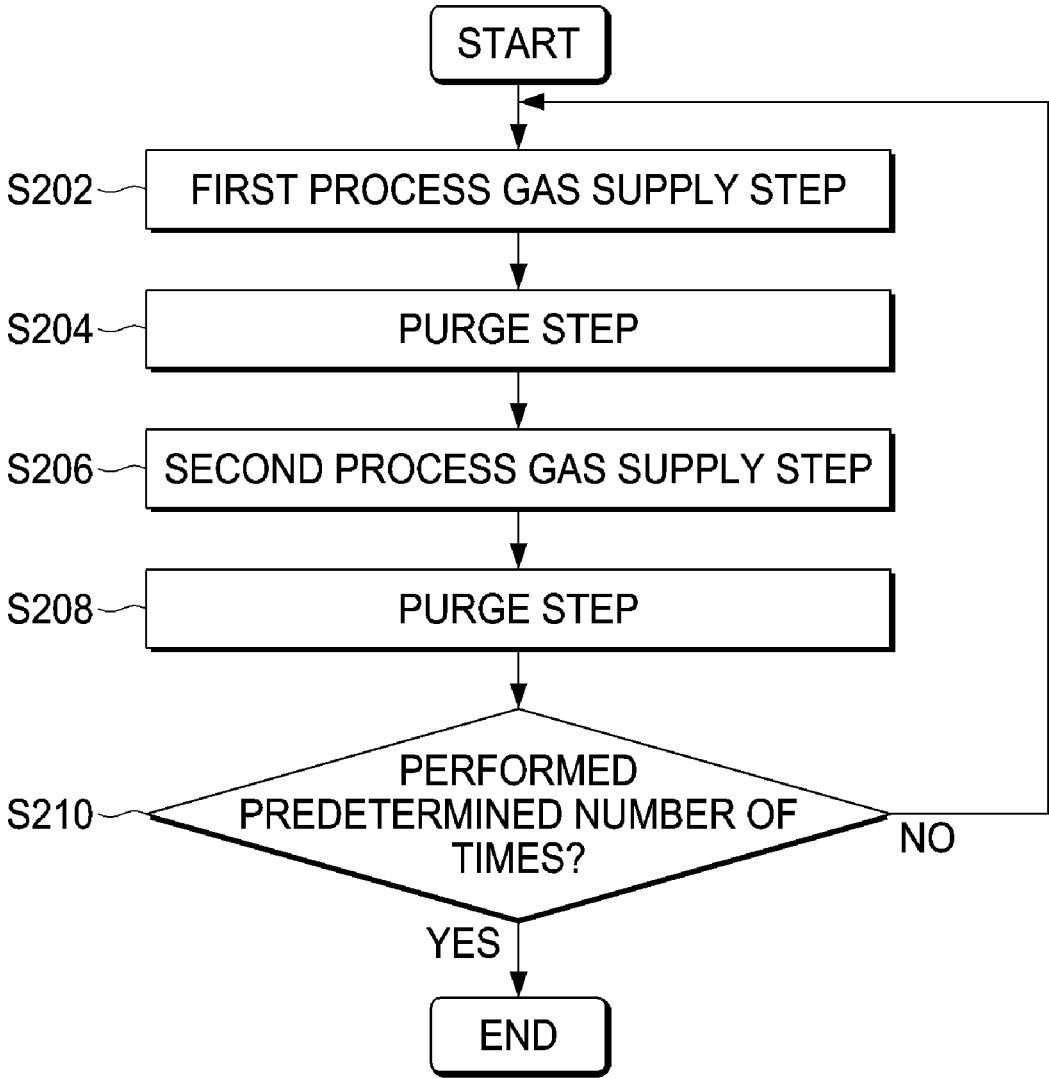 START
S202
FIRST PROCESS GAS SUPPLY STEP
S204
PURGE STEP
S206
SECOND PROCESS GAS SUPPLY STEP
S208
PURGE STEP
S210
PERFORMED
PREDETERMINED NUMBER OF
TIMES?
NO
YES
END